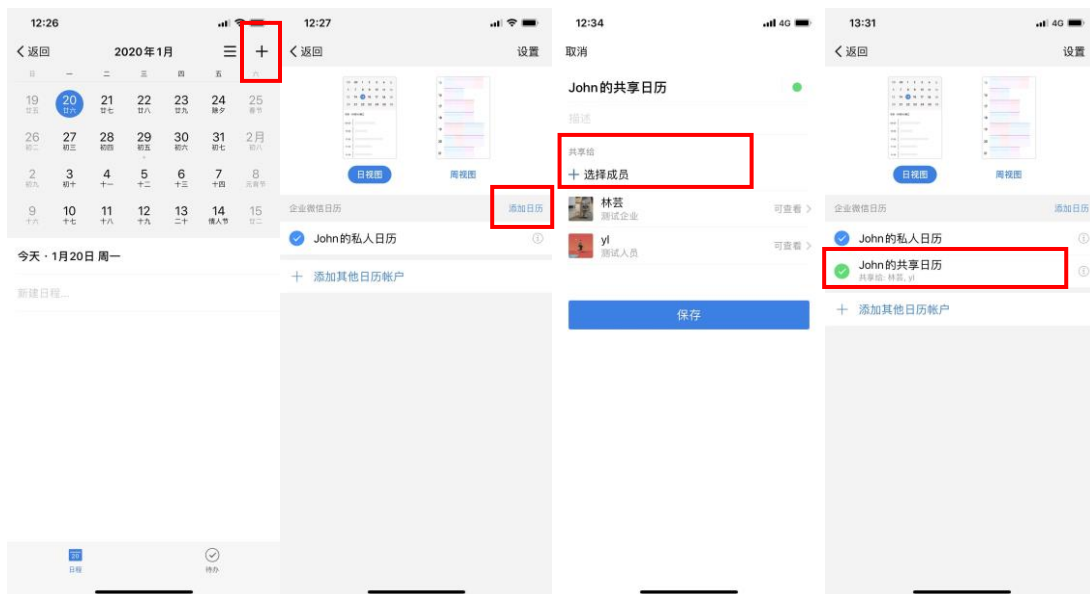 12:26
返回
2020年1月
日 一 二 三 四 五 六
19 20 21 22 23 24 25
廿五 廿六 廿七 廿八 廿九 除夕 春节
26 27 28 29 30 31 2月
初二 初三 初四 初五 初六 初七 初八
2 3 4 5 6 7 8
初九 初十 十一 十二 十三 十四 元宵节
9 10 11 12 13 14 15
十六 十七 十八 十九 二十 情人节 廿二
今天 · 1月20日 周一
新建日程...
日程
待办
12:27
返回
设置
日视图
周视图
企业微信日历
添加日历
John的私人日历
添加其他日历帐户
12:34
4G
取消
John的共享日历
描述
共享给
选择成员
林芸
测试企业
可查看
yl
测试人员
可查看
保存
13:31
4G
返回
设置
日视图
周视图
企业微信日历
添加日历
John的私人日历
John的共享日历
共享给: 林芸, yl
添加其他日历帐户